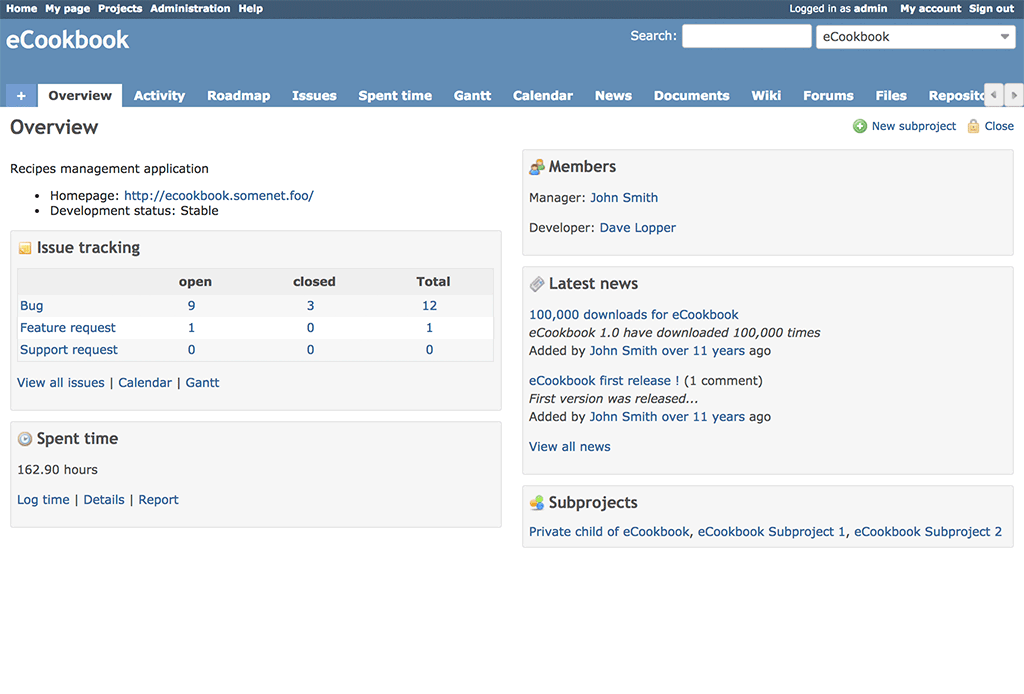 Home My page Projects Administration Help Logged in as admin My account Sign out
eCookbook Search: eCookbook
+ Overview Activity Roadmap Issues Spent time Gantt Calendar News Documents Wiki Forums Files Reposito
Overview New subproject Close
Recipes management application
• Homepage: http://ecookbook.somenet.foo/
• Development status: Stable
Issue tracking
open closed Total
Bug 9 3 12
Feature request 1 0 1
Support request 0 0 0
View all issues | Calendar | Gantt
Spent time
162.90 hours
Log time | Details | Report
Members
Manager: John Smith
Developer: Dave Lopper
Latest news
100,000 downloads for eCookbook
eCookbook 1.0 have downloaded 100,000 times
Added by John Smith over 11 years ago
eCookbook first release ! (1 comment)
First version was released...
Added by John Smith over 11 years ago
View all news
Subprojects
Private child of eCookbook, eCookbook Subproject 1, eCookbook Subproject 2